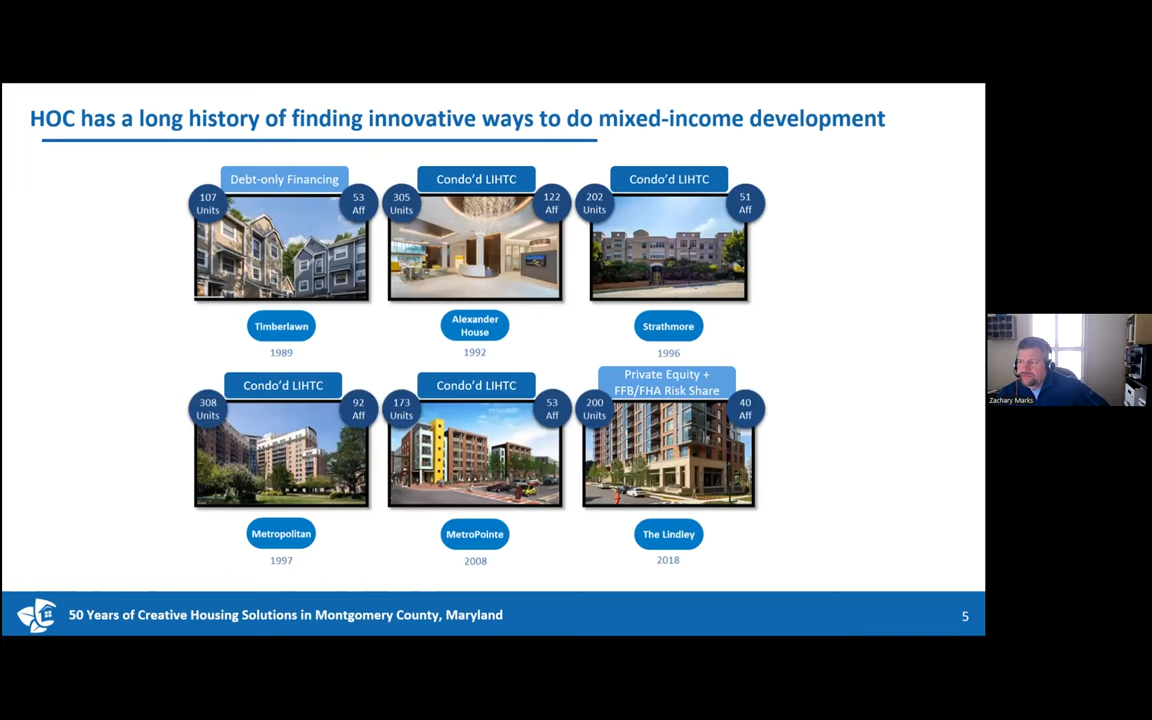 HOC has a long history of finding innovative ways to do mixed-income development
Debt-only Financing
107
Units
53
Aff
Timberlawn
1989
Condo'd LIHTC
305
Units
122
Aff
Alexander
House
1992
Condo'd LIHTC
202
Units
51
Aff
Strathmore
1996
Condo'd LIHTC
308
Units
92
Aff
Metropolitan
1997
Condo'd LIHTC
173
Units
53
Aff
MetroPointe
2008
Private Equity +
FFB/FHA Risk Share
200
Units
40
Aff
The Lindley
2018
50 Years of Creative Housing Solutions in Montgomery County, Maryland
5
Zachary Marks